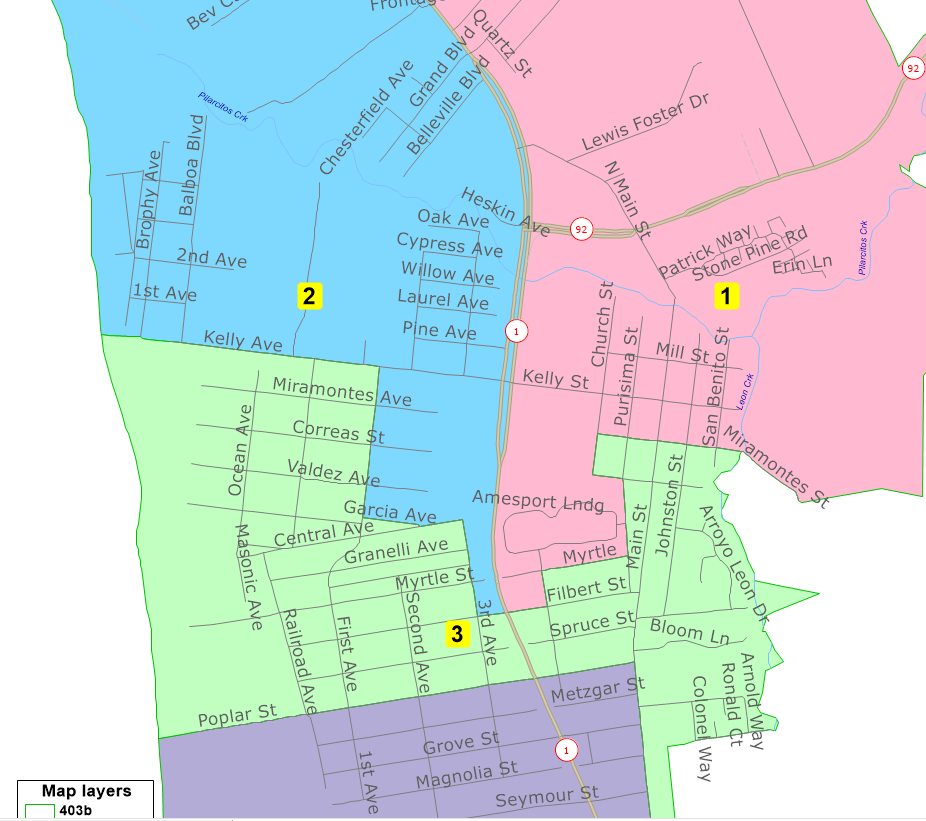 Bev C
Frontag
Quartz St
Grand Blvd
Chesterfield Ave
Belleville Blvd
92
Pilarcitos Crk
Lewis Foster Dr
N Main St
Balboa Blvd
Brophy Ave
Heskin Ave
Oak Ave
92
Cypress Ave
Patrick Way
Stone Pine Rd
Pilarcitos Crk
2nd Ave
Willow Ave
Erin Ln
1st Ave
2
Laurel Ave
1
Church St
Pine Ave
1
Kelly Ave
Purisima St
Mill St
San Benito St
Kelly St
Leon Crk
Miramontes Ave
Correas St
Miramontes St
Ocean Ave
Valdez Ave
Johnston St
Garcia Ave
Amesport Lndg
Main St
Arroyo Leon Dr
Central Ave
Masonic Ave
Granelli Ave
Myrtle
Myrtle St
Filbert St
Railroad Ave
First Ave
Second Ave
3rd Ave
3
Spruce St
Bloom Ln
Arnold Way
Ronald Ct
Colonel Way
Metzgar St
Poplar St
1
Grove St
1st Ave
Magnolia St
Seymour St
Map layers
403b